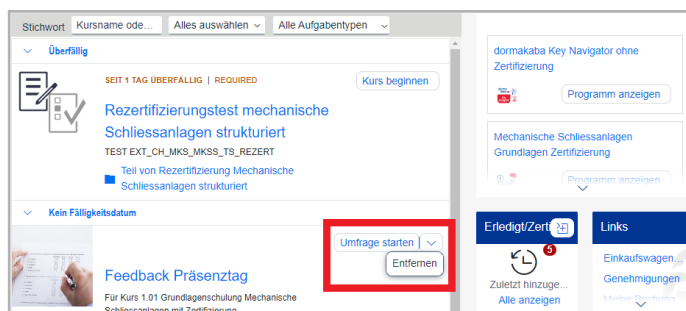 Stichwort Kursname ode... Alles auswählen Alle Aufgabentypen
Überfällig
SEIT 1 TAG ÜBERFÄLLIG | REQUIRED
Kurs beginnen
Rezertifizierungstest mechanische
Schliessanlagen strukturiert
TEST EXT_CH_MKS_MKSS_TS_REZERT
Teil von Rezertifizierung Mechanische
Schliessanlagen strukturiert
Kein Fälligkeitsdatum
Umfrage starten
Entfernen
Feedback Präsenztag
Für Kurs 1.01 Grundlagenschulung Mechanische
Schliessanlagen mit Zertifizierung
dormakaba Key Navigator ohne
Zertifizierung
Programm anzeigen
Mechanische Schliessanlagen
Grundlagen Zertifizierung
Programm anzeigen
Erledigt/Zerti
5
Zuletzt hinzuge...
Alle anzeigen
Links
Einkaufswagen...
Genehmigungen
Meine Buchung